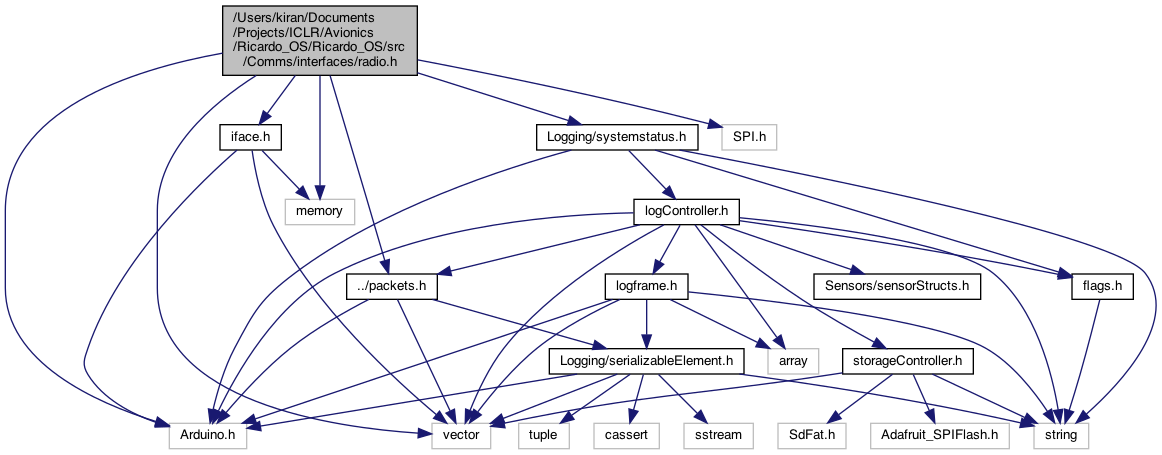 /Users/kiran/Documents
/Projects/ICLR/Avionics
/Ricardo_OS/Ricardo_OS/src
/Comms/interfaces/radio.h
iface.h
Logging/systemstatus.h
SPI.h
memory
logController.h
../packets.h
logframe.h
Sensors/sensorStructs.h
flags.h
Logging/serializableElement.h
array
storageController.h
Arduino.h
vector
tuple
cassert
sstream
SdFat.h
Adafruit_SPIFlash.h
string